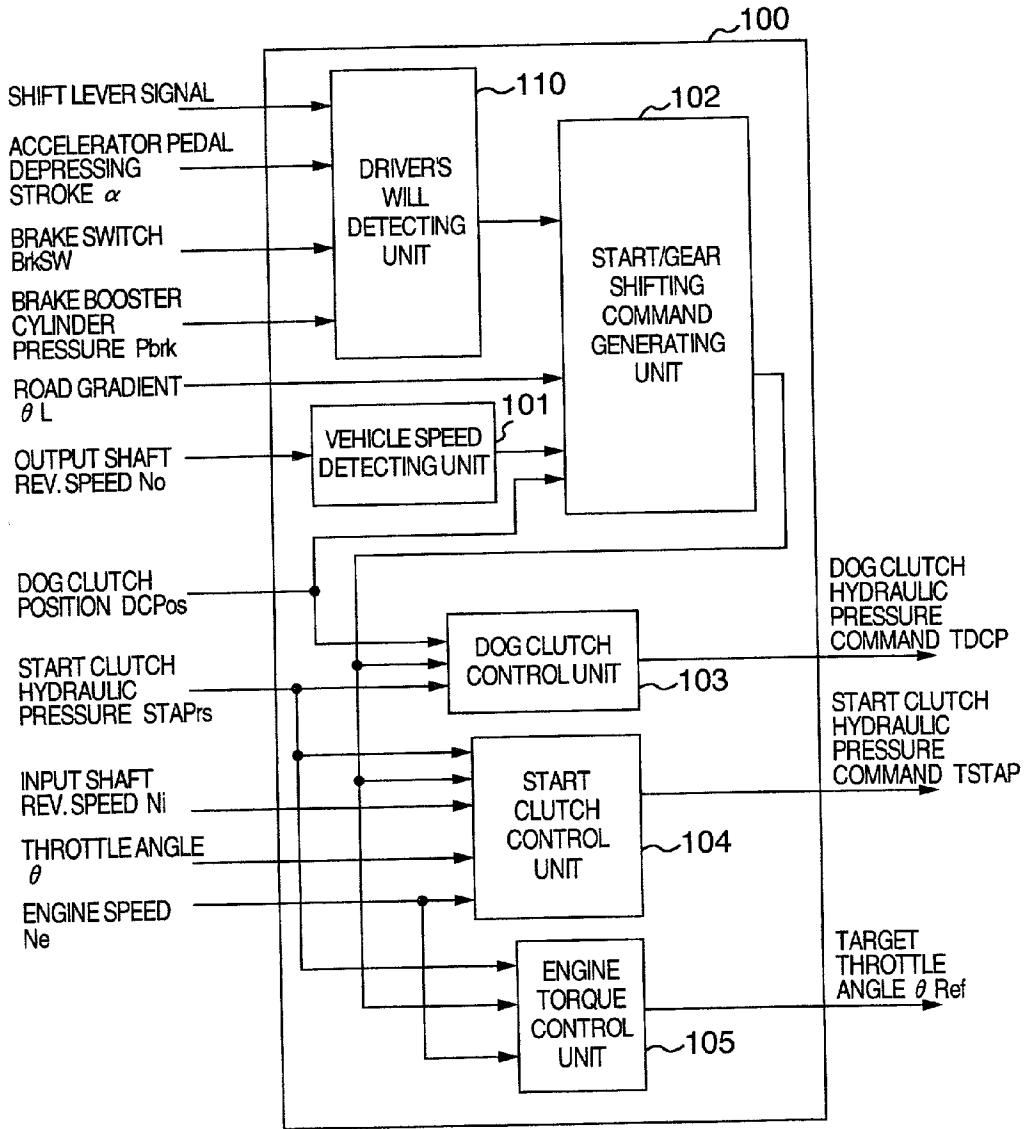 100
SHIFT LEVER SIGNAL
ACCELERATOR PEDAL
DEPRESSING
STROKE α
BRAKE SWITCH
BrkSW
BRAKE BOOSTER
CYLINDER
PRESSURE Pbrk
ROAD GRADIENT
θ L
OUTPUT SHAFT
REV. SPEED No
DOG CLUTCH
POSITION DCPos
START CLUTCH
HYDRAULIC
PRESSURE STAPrs
INPUT SHAFT
REV. SPEED Ni
THROTTLE ANGLE
θ
ENGINE SPEED
Ne
110
DRIVER'S
WILL
DETECTING
UNIT
102
START/GEAR
SHIFTING
COMMAND
GENERATING
UNIT
101
VEHICLE SPEED
DETECTING UNIT
DOG CLUTCH
CONTROL UNIT
103
START
CLUTCH
CONTROL
UNIT
104
ENGINE
TORQUE
CONTROL
UNIT
105
DOG CLUTCH
HYDRAULIC
PRESSURE
COMMAND TDCP
START CLUTCH
HYDRAULIC
PRESSURE
COMMAND TSTAP
TARGET
THROTTLE
ANGLE θ Ref